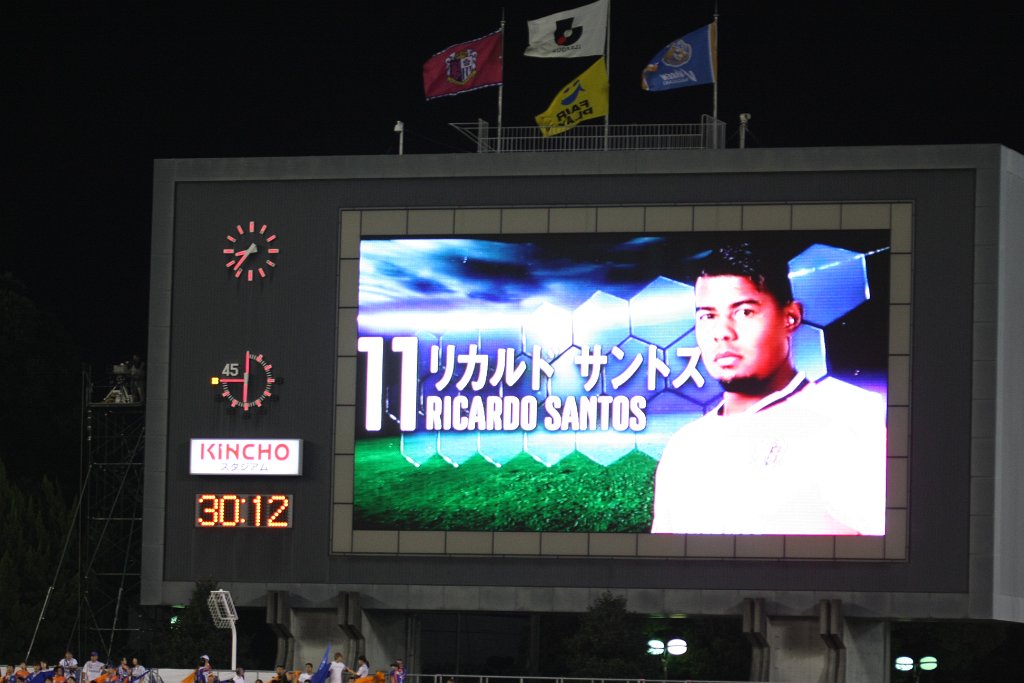 FAIR
PLAY
45
KiNCHO
スタジアム
30:12
11 リカルド サントス
RICARDO SANTOS